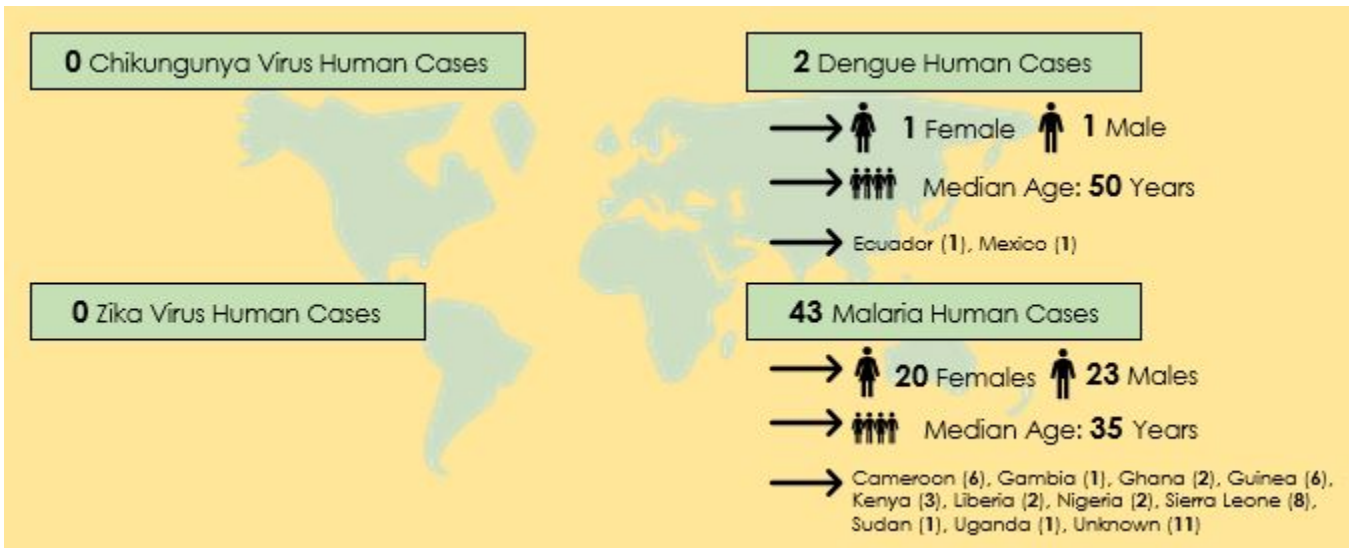 0 Chikungunya Virus Human Cases
0 Zika Virus Human Cases
2 Dengue Human Cases
1 Female 1 Male
Median Age: 50 Years
Ecuador (1), Mexico (1)
43 Malaria Human Cases
20 Females 23 Males
Median Age: 35 Years
Cameroon (6), Gambia (1), Ghana (2), Guinea (6),
Kenya (3), Liberia (2), Nigeria (2), Sierra Leone (8),
Sudan (1), Uganda (1), Unknown (11)